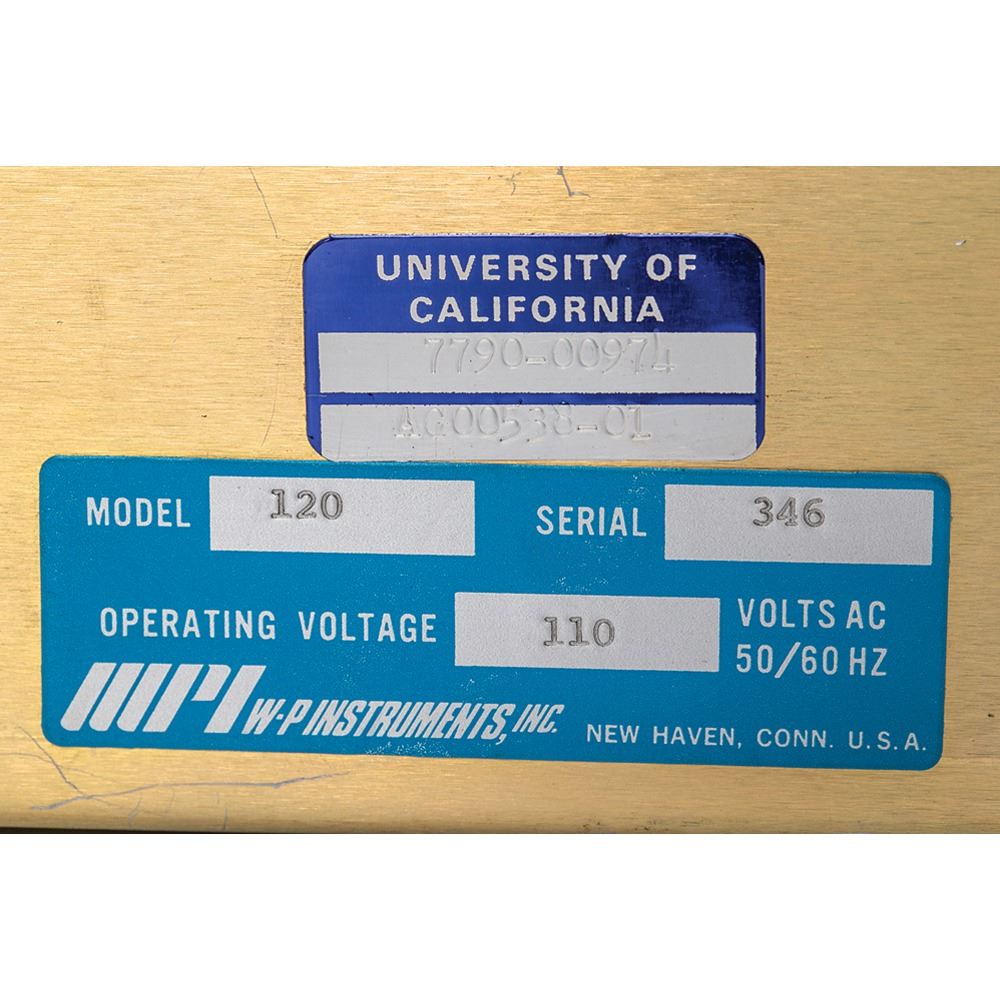 UNIVERSITY OF
CALIFORNIA
7790-00974
AG00538-01
MODEL 120 SERIAL 346
OPERATING VOLTAGE 110 VOLTS AC
50/60 HZ
WPI W-P INSTRUMENTS, INC. NEW HAVEN, CONN. U.S.A.